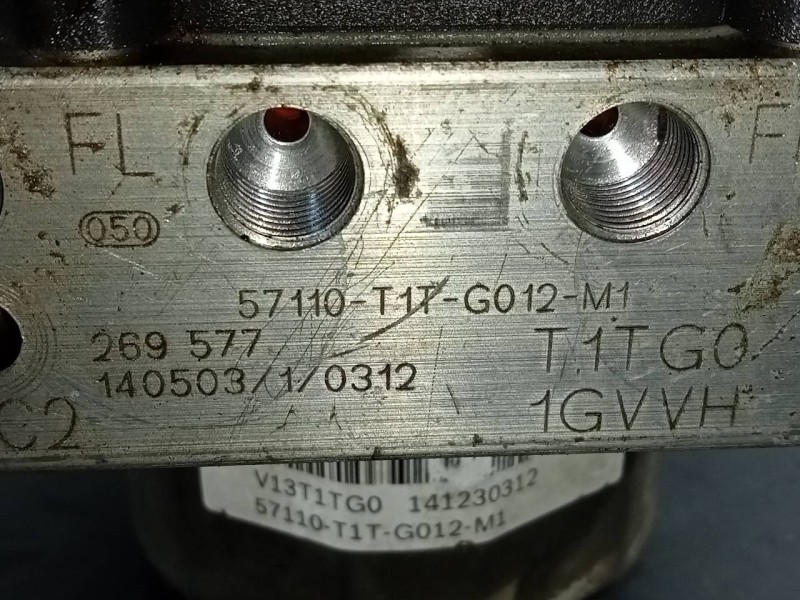 FL
050
57110-T1T-G012-M1
269 577
140503/1/0312
T1TG0
1GVVH
C2
V13T1TG0 141230312
57110-T1T-G012-M1